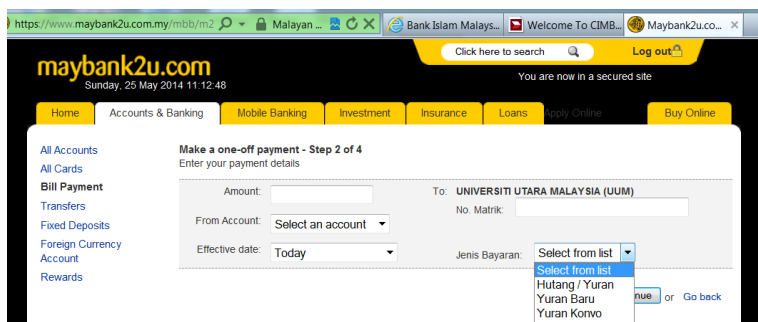 https://www.maybank2u.com.my/mbb/m2 Malayan ... Bank Islam Malays... Welcome To CIMB... Maybank2u.co...
Click here to search Log out
maybank2u.com
Sunday, 25 May 2014 11:12:48
You are now in a secured site
Home Accounts & Banking Mobile Banking Investment Insurance Loans Apply Online Buy Online
All Accounts
All Cards
Bill Payment
Transfers
Fixed Deposits
Foreign Currency
Account
Rewards
Make a one-off payment - Step 2 of 4
Enter your payment details
Amount: To: UNIVERSITI UTARA MALAYSIA (UUM)
No. Matrik:
From Account: Select an account
Effective date: Today Jenis Bayaran: Select from list
Select from list
Hutang / Yuran
Yuran Baru
Yuran Konvo
nue or Go back